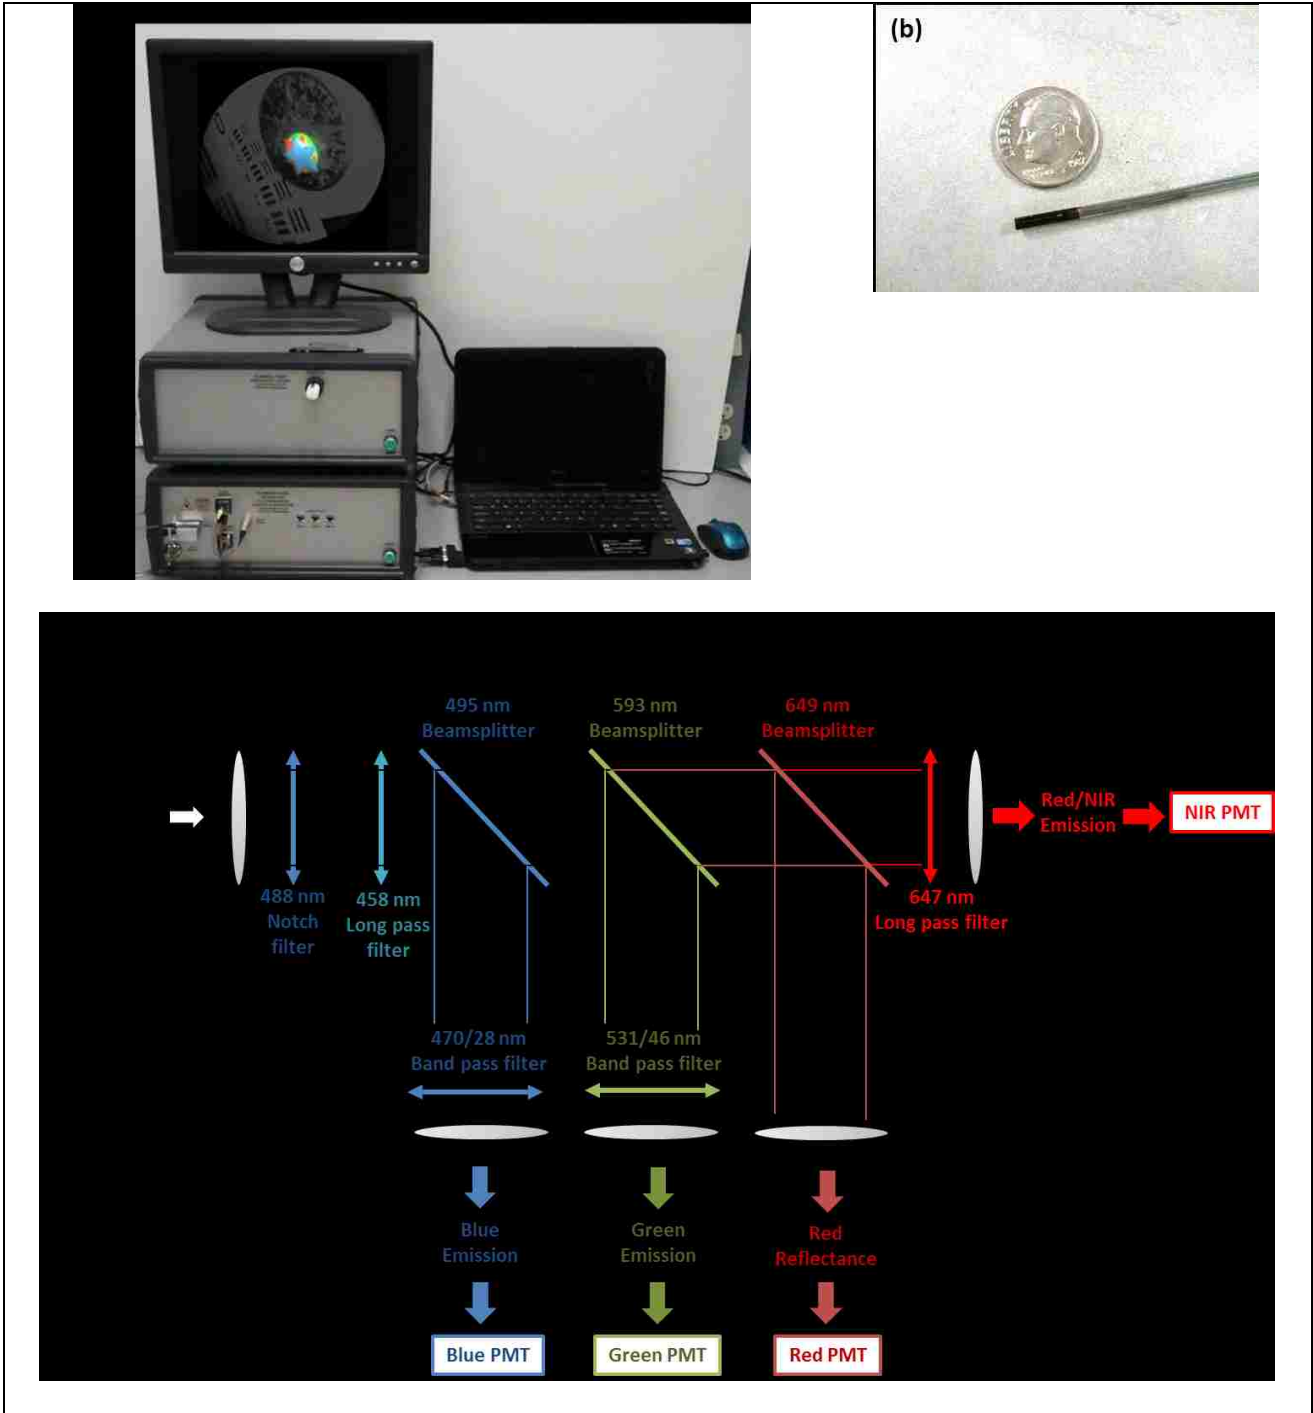 (b)
LIBERTY
495 nm
Beamsplitter
593 nm
Beamsplitter
649 nm
Beamsplitter
488 nm
Notch
filter
458 nm
Long pass
filter
647 nm
Long pass filter
Red/NIR
Emission
NIR PMT
470/28 nm
Band pass filter
531/46 nm
Band pass filter
Blue
Emission
Green
Emission
Red
Reflectance
Blue PMT
Green PMT
Red PMT